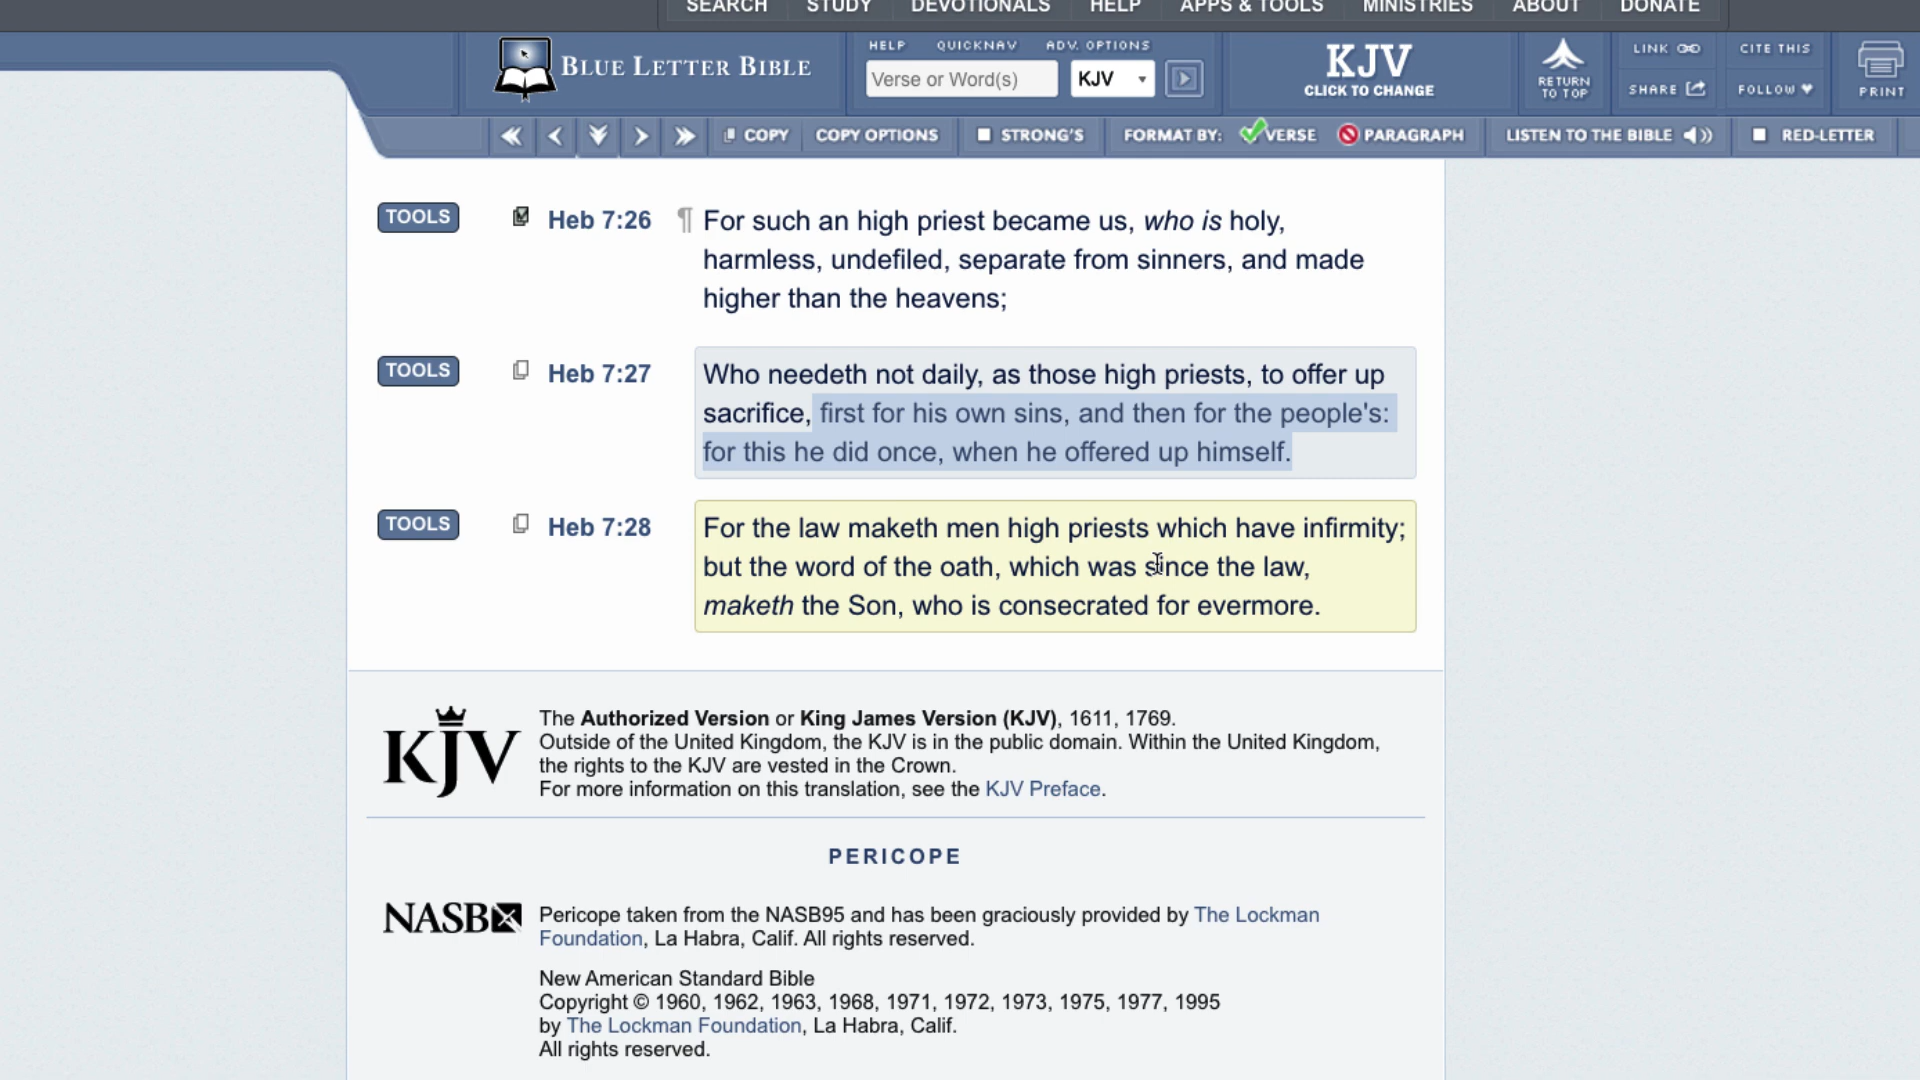 SEARCH STUDY DEVOTIONALS HELP APPS & TOOLS MINISTRIES ABOUT DONATE
BLUE LETTER BIBLE
HELP QUICKNAV ADV. OPTIONS
Verse or Word(s) KJV
KJV
CLICK TO CHANGE
RETURN
TO TOP
LINK
SHARE
CITE THIS
FOLLOW
PRINT
COPY COPY OPTIONS STRONG'S FORMAT BY: VERSE PARAGRAPH LISTEN TO THE BIBLE RED-LETTER
TOOLS Heb 7:26 ¶ For such an high priest became us, who is holy,
harmless, undefiled, separate from sinners, and made
higher than the heavens;
TOOLS Heb 7:27 Who needeth not daily, as those high priests, to offer up
sacrifice, first for his own sins, and then for the people's:
for this he did once, when he offered up himself.
TOOLS Heb 7:28 For the law maketh men high priests which have infirmity;
but the word of the oath, which was since the law,
maketh the Son, who is consecrated for evermore.
KJV
The Authorized Version or King James Version (KJV), 1611, 1769.
Outside of the United Kingdom, the KJV is in the public domain. Within the United Kingdom,
the rights to the KJV are vested in the Crown.
For more information on this translation, see the KJV Preface.
PERICOPE
NASB
Pericope taken from the NASB95 and has been graciously provided by The Lockman
Foundation, La Habra, Calif. All rights reserved.
New American Standard Bible
Copyright © 1960, 1962, 1963, 1968, 1971, 1972, 1973, 1975, 1977, 1995
by The Lockman Foundation, La Habra, Calif.
All rights reserved.